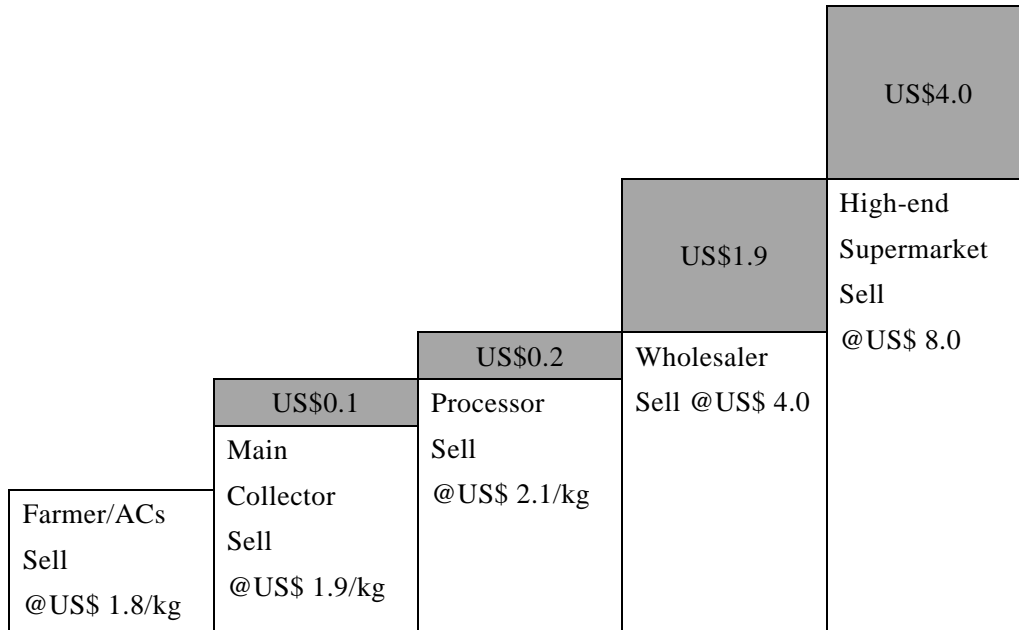 US$4.0
High-end
Supermarket
Sell
@US$ 8.0
US$1.9
Wholesaler
Sell @US$ 4.0
US$0.2
Processor
Sell
@US$ 2.1/kg
US$0.1
Main
Collector
Sell
@US$ 1.9/kg
Farmer/ACs
Sell
@US$ 1.8/kg